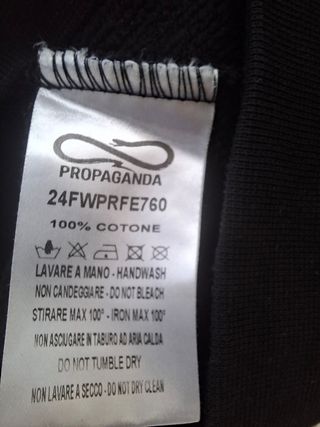 PROPAGANDA
24FWPRFE760
100% COTONE
LAVARE A MANO - HANDWASH
NON CANDEGGIARE - DO NOT BLEACH
STIRARE MAX 100° - IRON MAX 100°
NON ASCIUGARE IN TABURO AD ARIA CALDA
DO NOT TUMBLE DRY
NON LAVARE A SECCO - DO NOT DRY CLEAN